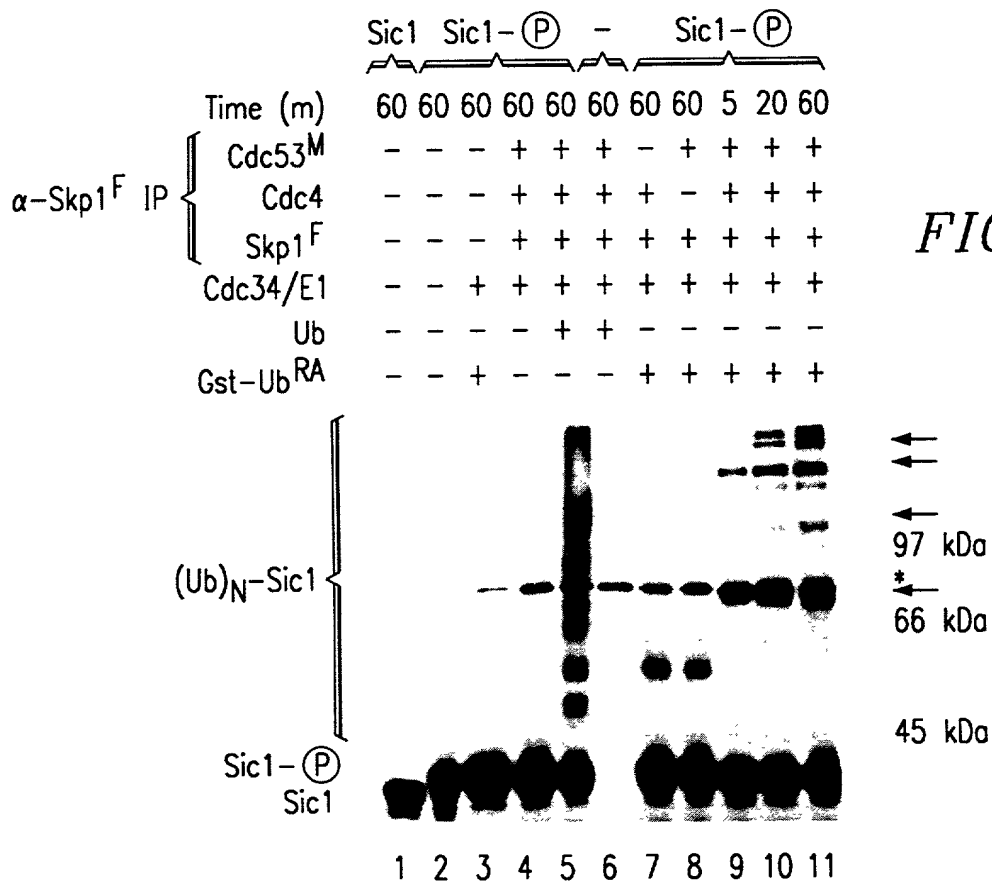 Sic1 Sic1-Ⓟ - Sic1-Ⓟ
Time (m) 60 60 60 60 60 60 60 60 5 20 60
Cdc53M - - - + + + - + + + +
α-Skp1F IP Cdc4 - - - + + + + - + + +
Skp1F - - - + + + + + + + +
FIG
Cdc34/E1 - - + + + + + + + + +
Ub - - - - + + - - - - -
Gst-UbRA - - + - - - + + + + +
97 kDa
(Ub)N-Sic1
*
66 kDa
45 kDa
Sic1-Ⓟ
Sic1
1 2 3 4 5 6 7 8 9 10 11